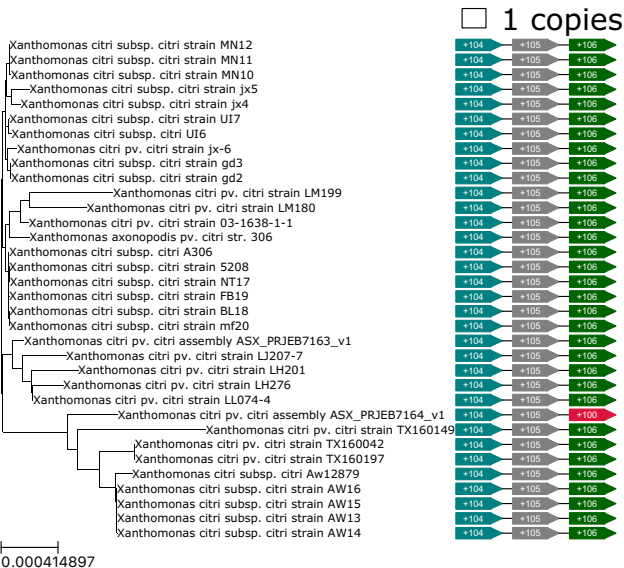 1 copies
Xanthomonas citri subsp. citri strain MN12 +104 +105 +106
Xanthomonas citri subsp. citri strain MN11 +104 +105 +106
Xanthomonas citri subsp. citri strain MN10 +104 +105 +106
Xanthomonas citri subsp. citri strain jx5 +104 +105 +106
Xanthomonas citri subsp. citri strain jx4 +104 +105 +106
Xanthomonas citri subsp. citri strain UI7 +104 +105 +106
Xanthomonas citri subsp. citri UI6 +104 +105 +106
Xanthomonas citri pv. citri strain jx-6 +104 +105 +106
Xanthomonas citri subsp. citri strain gd3 +104 +105 +106
Xanthomonas citri subsp. citri strain gd2 +104 +105 +106
Xanthomonas citri pv. citri strain LM199 +104 +105 +106
Xanthomonas citri pv. citri strain LM180 +104 +105 +106
Xanthomonas citri pv. citri strain 03-1638-1-1 +104 +105 +106
Xanthomonas axonopodis pv. citri str. 306 +104 +105 +106
Xanthomonas citri subsp. citri A306 +104 +105 +106
Xanthomonas citri subsp. citri strain 5208 +104 +105 +106
Xanthomonas citri subsp. citri strain NT17 +104 +105 +106
Xanthomonas citri subsp. citri strain FB19 +104 +105 +106
Xanthomonas citri subsp. citri strain BL18 +104 +105 +106
Xanthomonas citri subsp. citri strain mf20 +104 +105 +106
Xanthomonas citri pv. citri assembly ASX_PRJEB7163_v1 +104 +105 +106
Xanthomonas citri pv. citri strain LJ207-7 +104 +105 +106
Xanthomonas citri pv. citri strain LH201 +104 +105 +106
Xanthomonas citri pv. citri strain LH276 +104 +105 +106
Xanthomonas citri pv. citri strain LL074-4 +104 +105 +106
Xanthomonas citri pv. citri assembly ASX_PRJEB7164_v1 +104 +105 +100
Xanthomonas citri pv. citri strain TX160149 +104 +105 +106
Xanthomonas citri pv. citri strain TX160042 +104 +105 +106
Xanthomonas citri pv. citri strain TX160197 +104 +105 +106
Xanthomonas citri subsp. citri Aw12879 +104 +105 +106
Xanthomonas citri subsp. citri strain AW16 +104 +105 +106
Xanthomonas citri subsp. citri strain AW15 +104 +105 +106
Xanthomonas citri subsp. citri strain AW13 +104 +105 +106
Xanthomonas citri subsp. citri strain AW14 +104 +105 +106
0.000414897